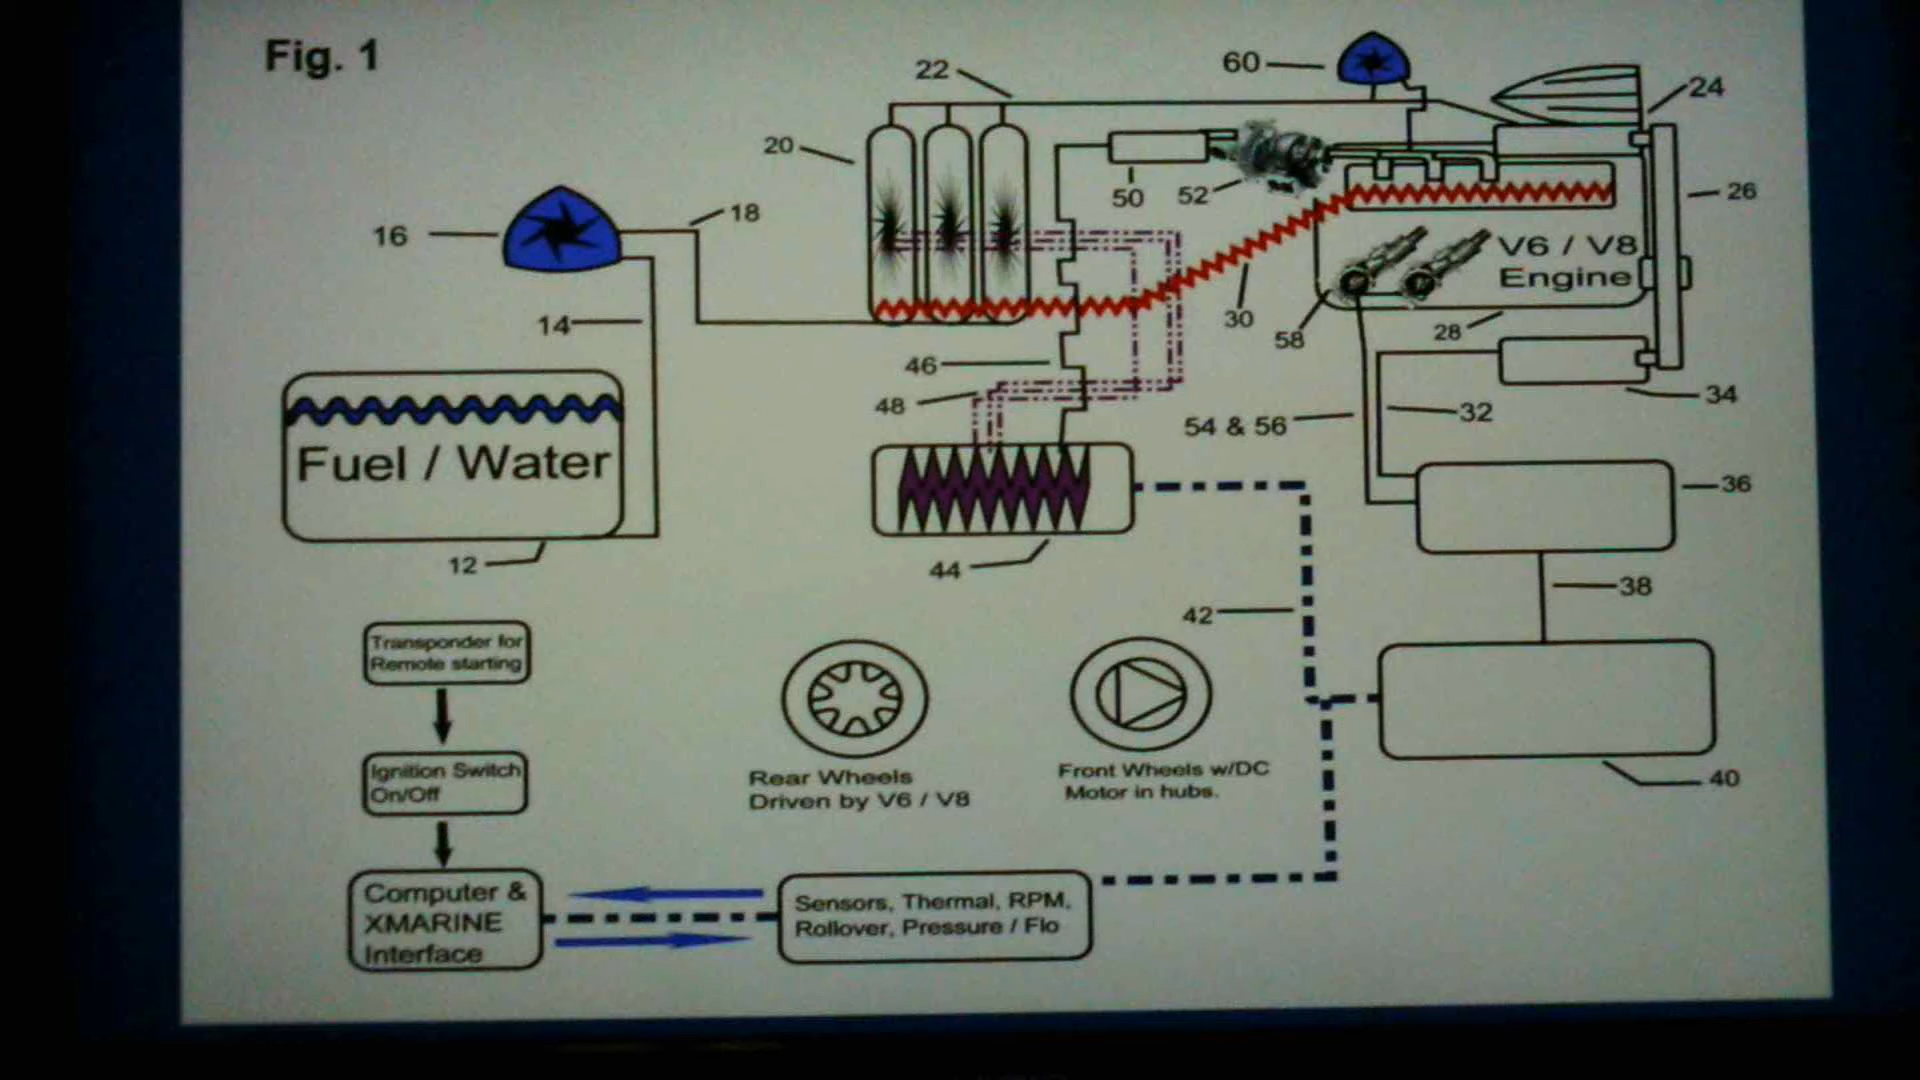 Fig. 1
60
22
24
20
50
52
26
18
16
V6 / V8
Engine
14
30
58
28
46
48
34
32
54 & 56
Fuel / Water
36
12
44
38
42
Transponder for
Remote starting
Ignition Switch
On/Off
Rear Wheels
Driven by V6 / V8
Front Wheels w/DC
Motor in hubs.
40
Computer &
XMARINE
Interface
Sensors, Thermal, RPM,
Rollover, Pressure / Flo